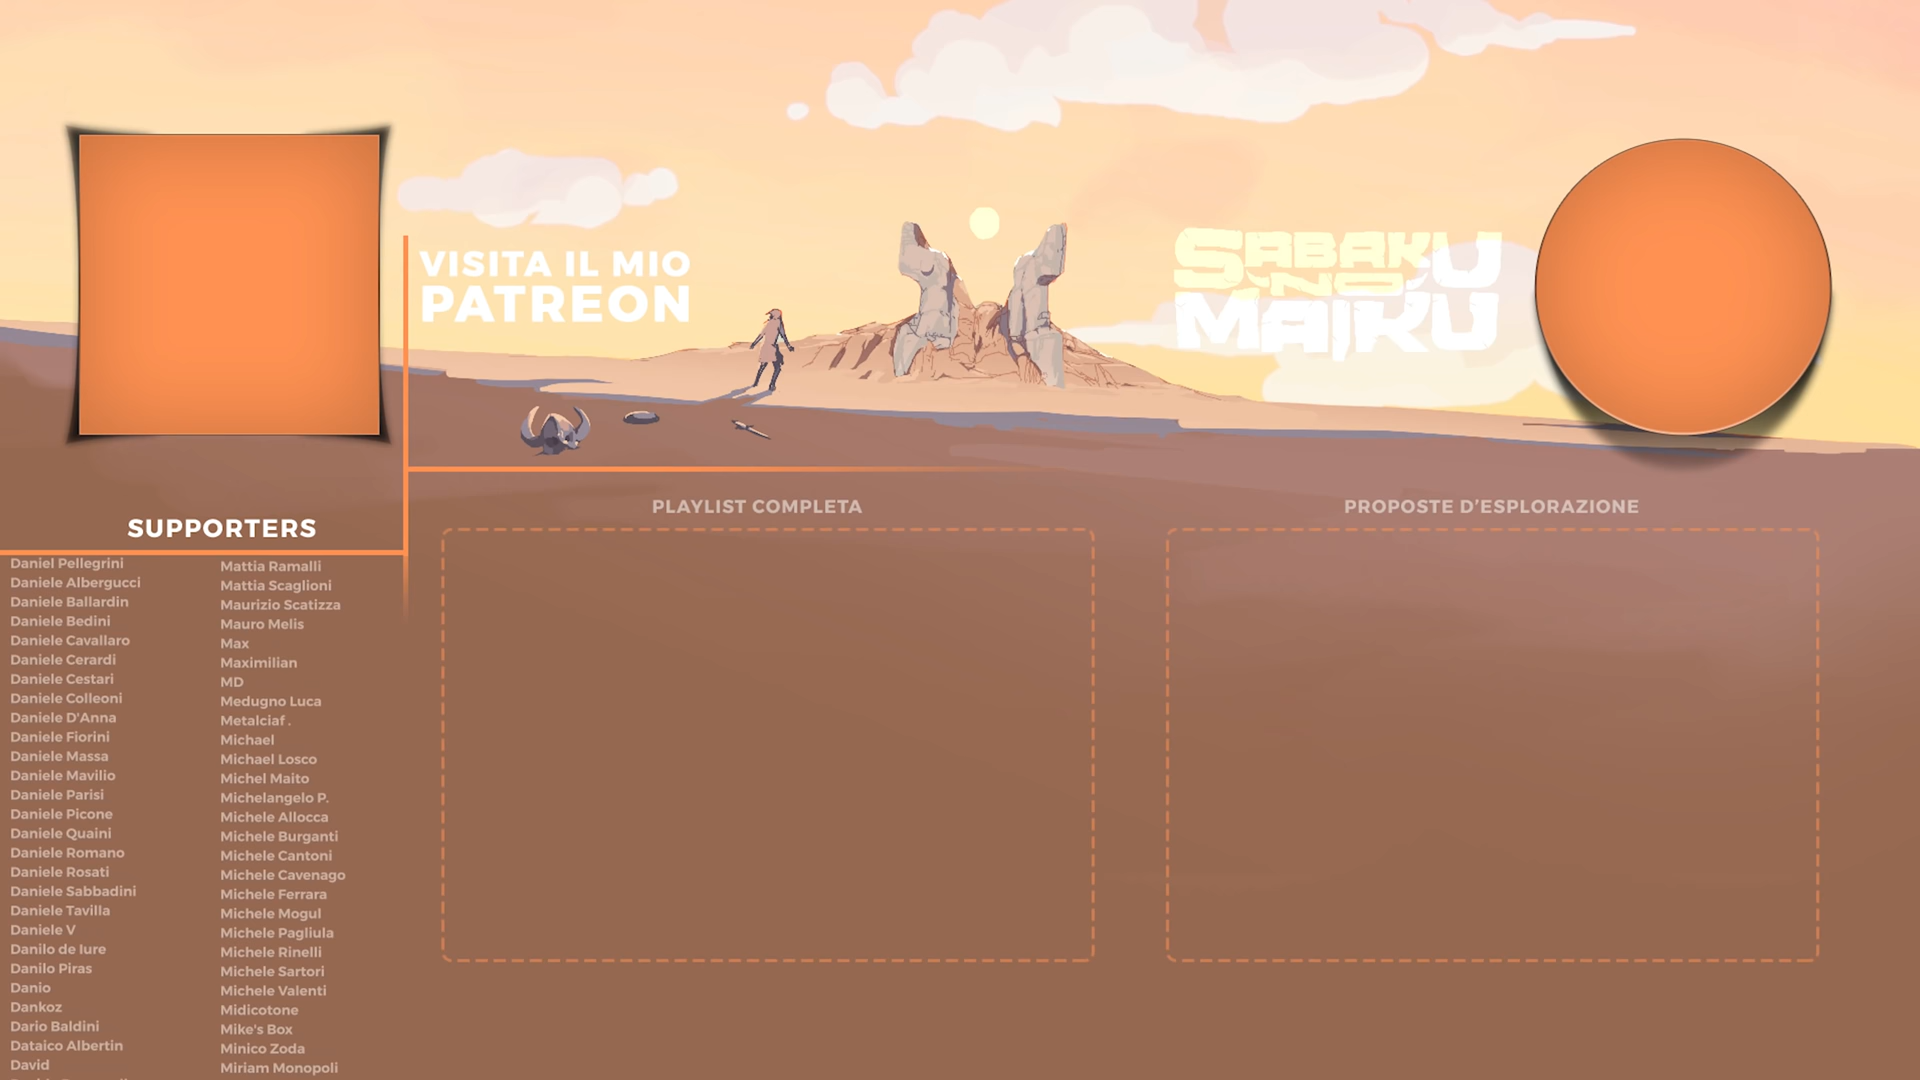 VISITA IL MIO
PATREON
SABAKU
NO
MAIKU
SUPPORTERS
Daniel Pellegrini
Daniele Albergucci
Daniele Ballardin
Daniele Bedini
Daniele Cavallaro
Daniele Cerardi
Daniele Cestari
Daniele Colleoni
Daniele D'Anna
Daniele Fiorini
Daniele Massa
Daniele Mavilio
Daniele Parisi
Daniele Picone
Daniele Quaini
Daniele Romano
Daniele Rosati
Daniele Sabbadini
Daniele Tavilla
Daniele V
Danilo de Iure
Danilo Piras
Danio
Dankoz
Dario Baldini
Dataico Albertin
David
Mattia Ramalli
Mattia Scaglioni
Maurizio Scatizza
Mauro Melis
Max
Maximilian
MD
Medugno Luca
Metalciaf .
Michael
Michael Losco
Michel Maito
Michelangelo P.
Michele Allocca
Michele Burganti
Michele Cantoni
Michele Cavenago
Michele Ferrara
Michele Mogul
Michele Pagliula
Michele Rinelli
Michele Sartori
Michele Valenti
Midicotone
Mike's Box
Minico Zoda
Miriam Monopoli
PLAYLIST COMPLETA
PROPOSTE D’ESPLORAZIONE